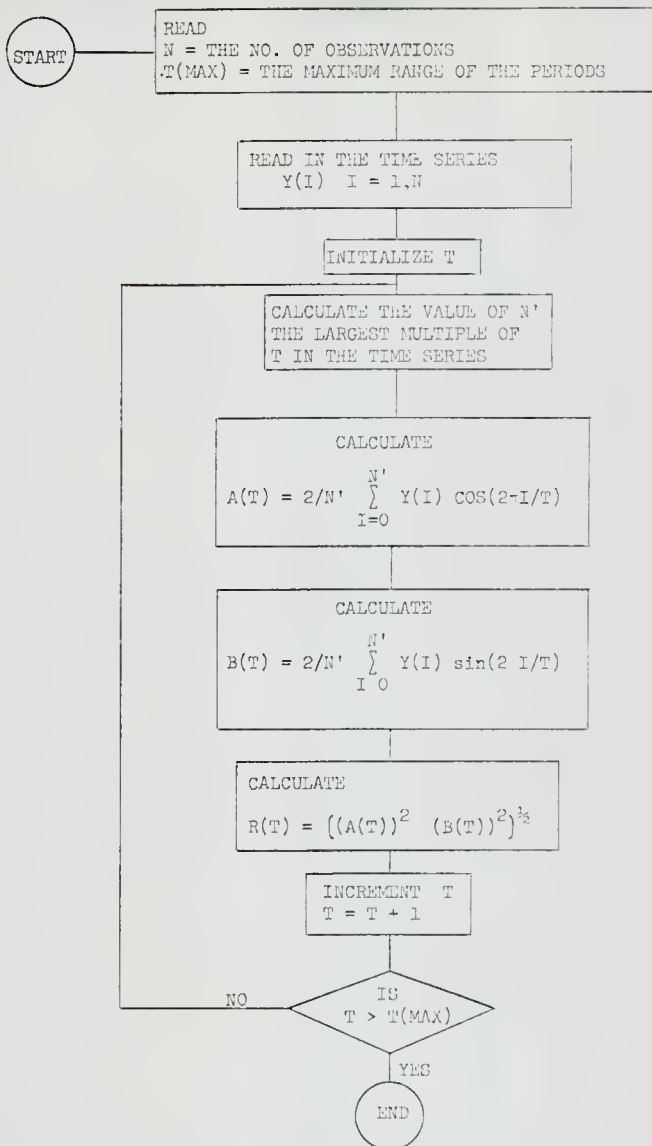 START
READ
N = THE NO. OF OBSERVATIONS
T(MAX) = THE MAXIMUM RANGE OF THE PERIODS
READ IN THE TIME SERIES
Y(I) I = 1,N
INITIALIZE T
CALCULATE THE VALUE OF N'
THE LARGEST MULTIPLE OF
T IN THE TIME SERIES
CALCULATE
N'
A(T) = 2/N' ∑ Y(I) COS(2πI/T)
I=0
CALCULATE
N'
B(T) = 2/N' ∑ Y(I) sin(2 I/T)
I 0
CALCULATE
R(T) = [(A(T))² (B(T))²]^½
INCREMENT T
T = T + 1
IS
NO
T > T(MAX)
YES
END